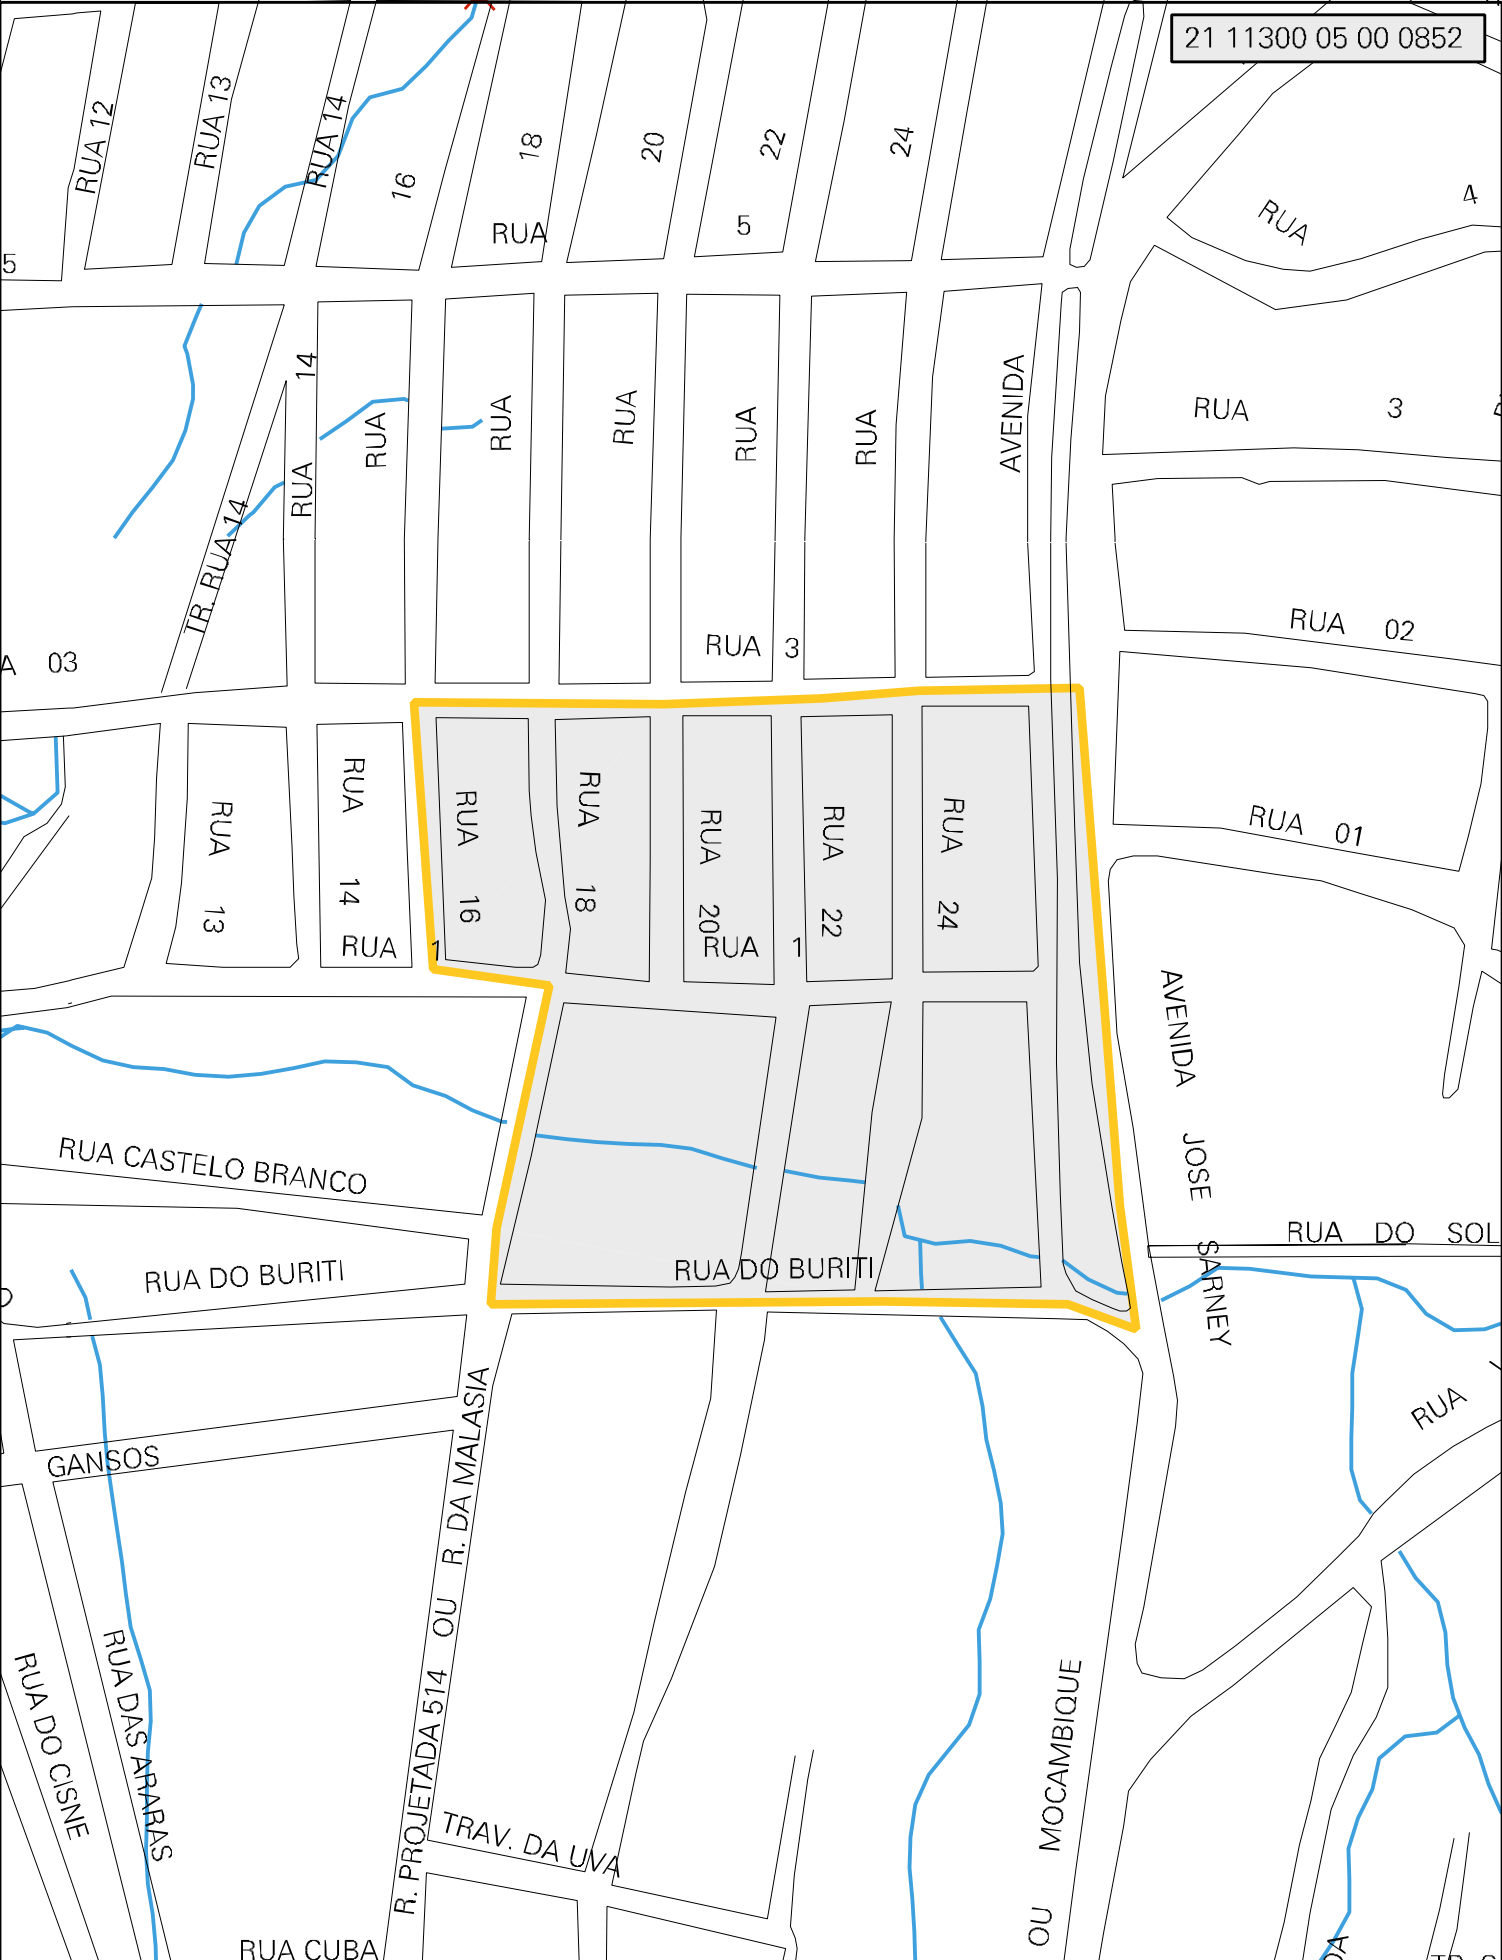 21 11300 05 00 0852
RUA 12
RUA 13
RUA 14
16
18
20
22
24
RUA 5
5
RUA 4
14
RUA
RUA
RUA
RUA
RUA
RUA
AVENIDA
RUA 3
TR. RUA 14
RUA 02
RUA 3
A 03
RUA 01
RUA 13
RUA 14
RUA 16
RUA 18
RUA 20
RUA 22
RUA 24
RUA 1
RUA 1
AVENIDA JOSE SARNEY
RUA CASTELO BRANCO
RUA DO SOL
RUA DO BURITI
RUA DO BURITI
RUA
GANSOS
R. PROJETADA 514 OU R. DA MALASIA
RUA DO CISNE
RUA DAS ARARAS
OU MOCAMBIQUE
TRAV. DA UVA
RUA CUBA